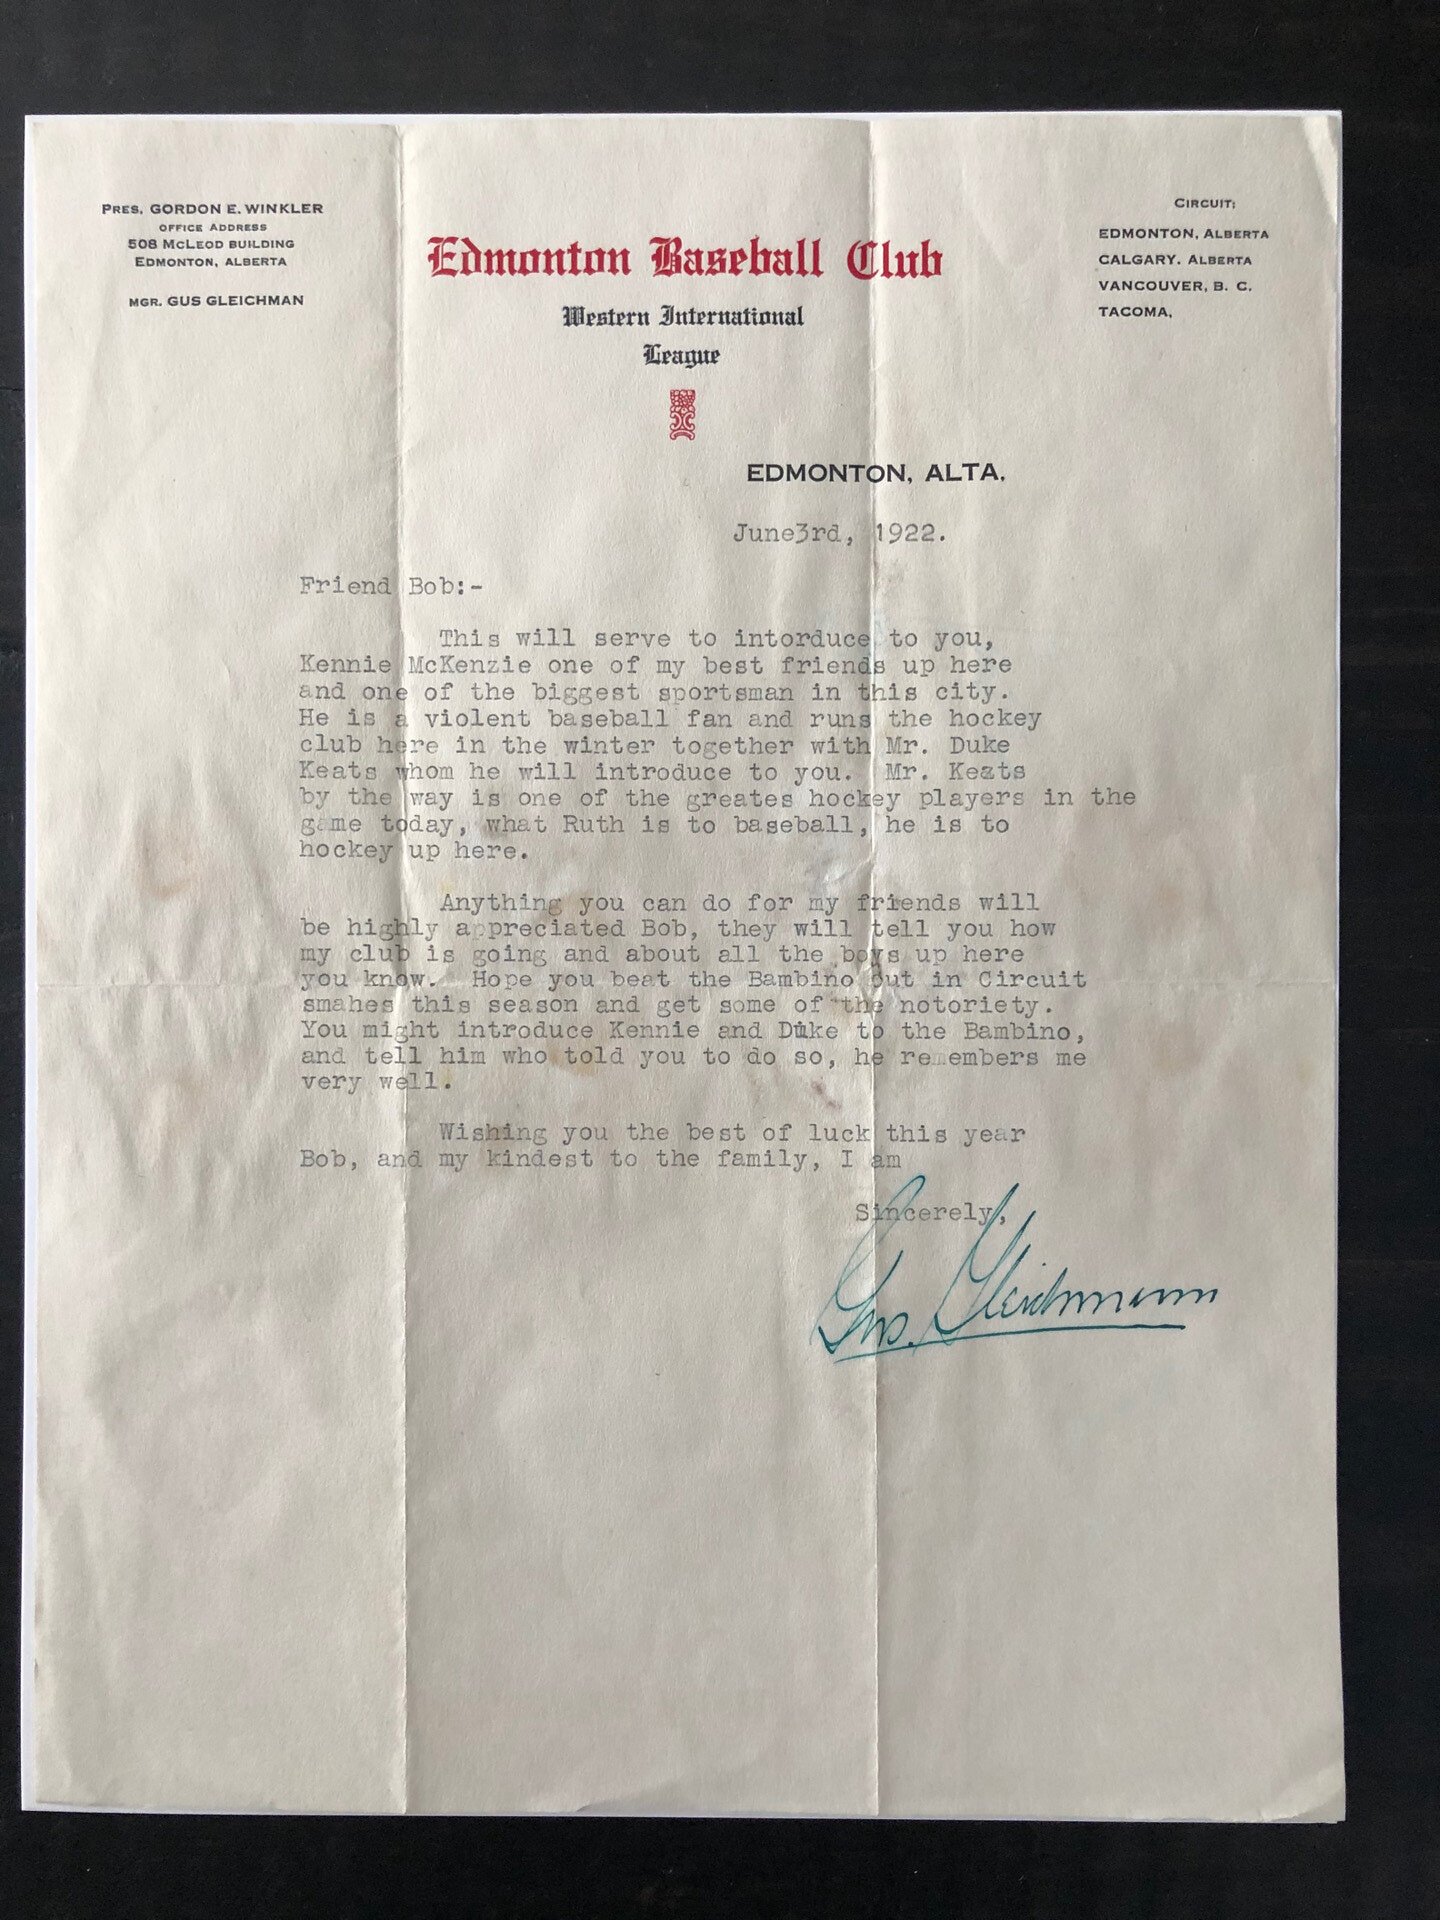 PRES. GORDON E. WINKLER
OFFICE ADDRESS
508 MCLEOD BUILDING
EDMONTON, ALBERTA
MGR. GUS GLEICHMAN
Edmonton Baseball Club
Western International
League
CIRCUIT;
EDMONTON, ALBERTA
CALGARY. ALBERTA
VANCOUVER, B. C.
TACOMA,
EDMONTON, ALTA.
June3rd, 1922.
Friend Bob:-
This will serve to intorduce to you,
Kennie McKenzie one of my best friends up here
and one of the biggest sportsman in this city.
He is a violent baseball fan and runs the hockey
club here in the winter together with Mr. Duke
Keats whom he will introduce to you. Mr. Keats
by the way is one of the greates hockey players in the
game today, what Ruth is to baseball, he is to
hockey up here.
Anything you can do for my friends will
be highly appreciated Bob, they will tell you how
my club is going and about all the boys up here
you know. Hope you beat the Bambino out in Circuit
smahes this season and get some of the notoriety.
You might introduce Kennie and Duke to the Bambino,
and tell him who told you to do so, he remembers me
very well.
Wishing you the best of luck this year
Bob, and my kindest to the family, I am
Sincerely,
Gus. Gleichmann